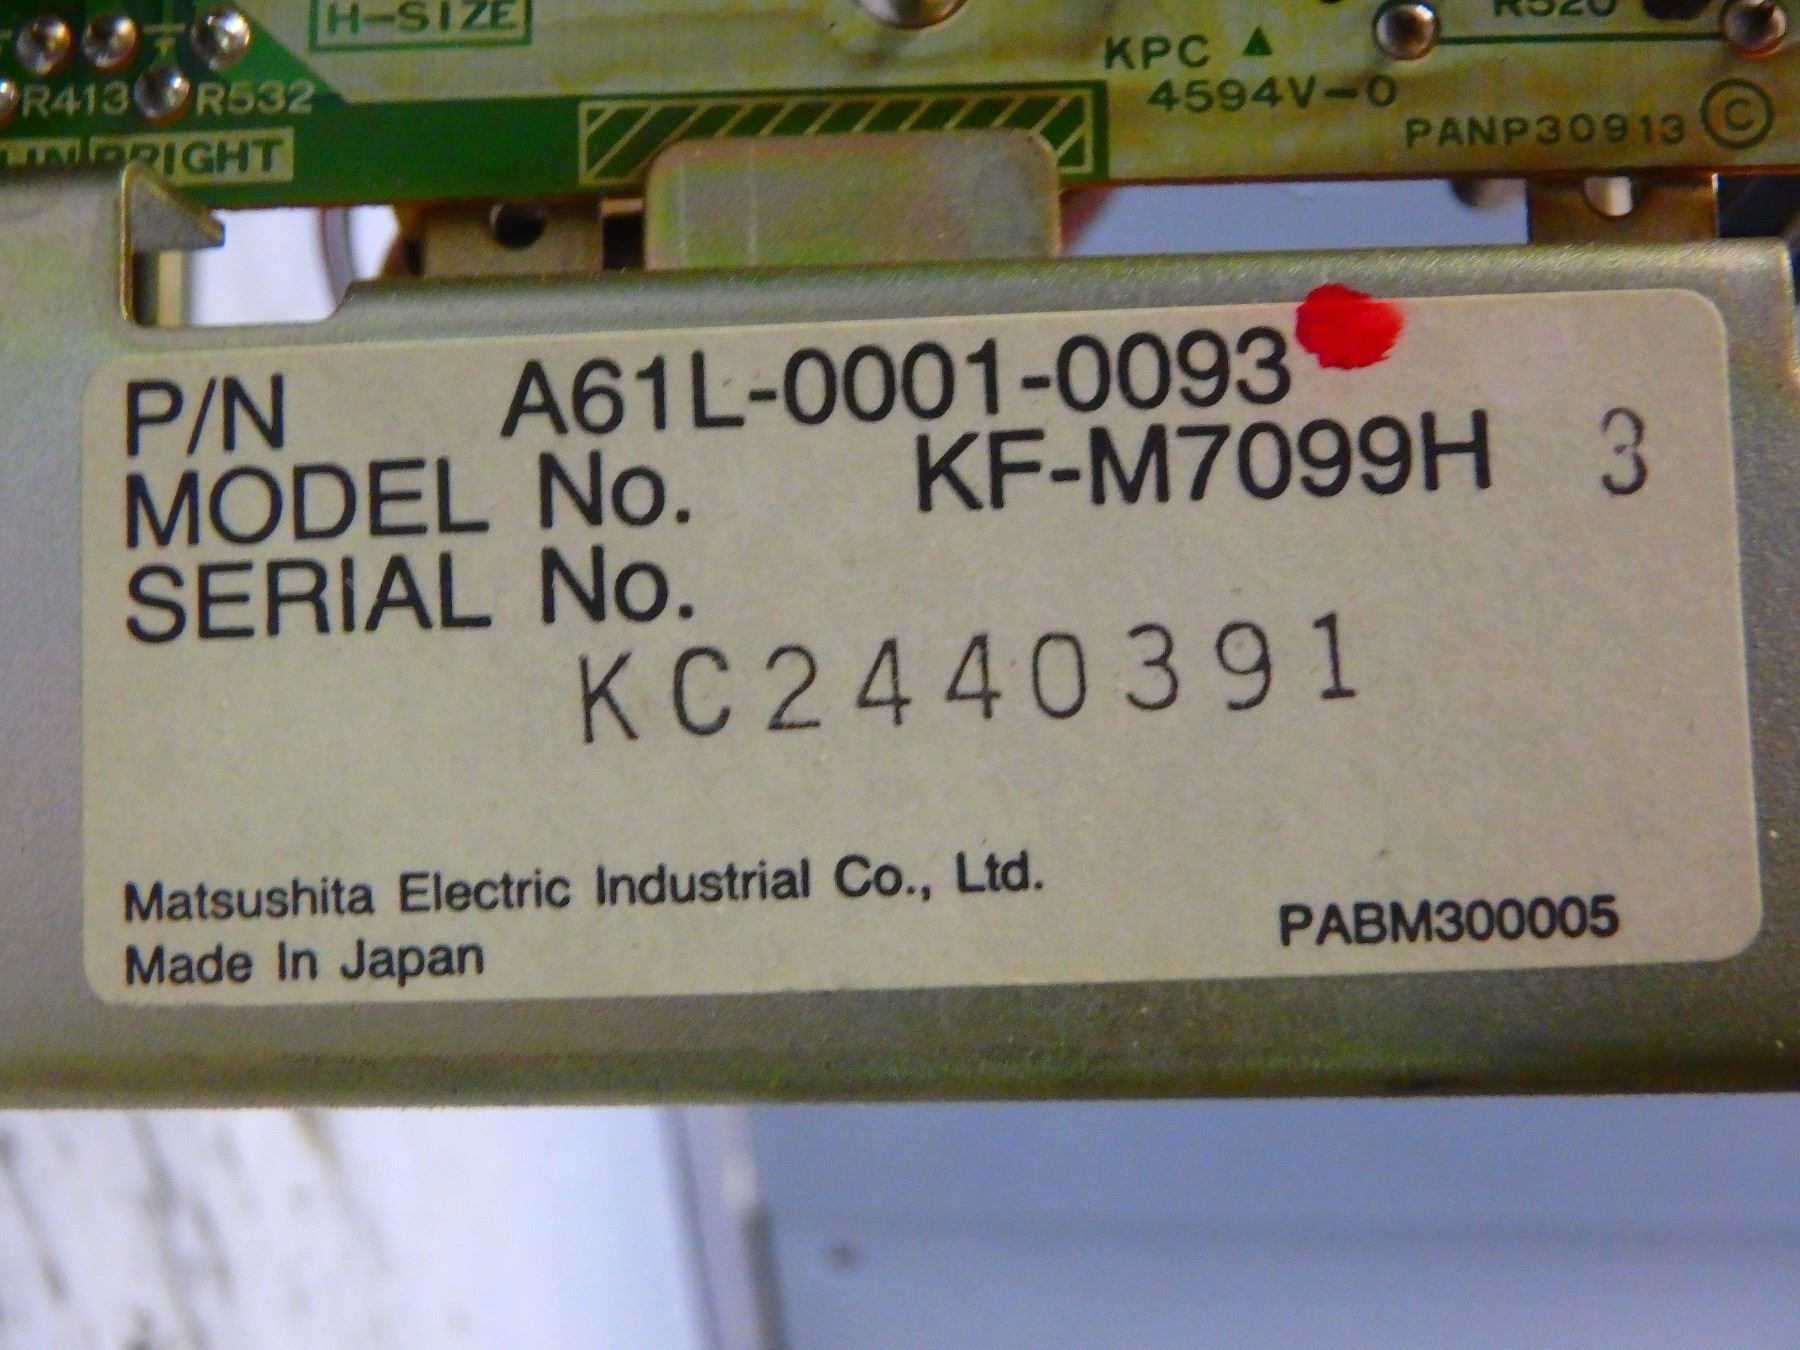 H-SIZE
R520
KPC ▲
4594V-0
R413 R532
PANP30913 ©
BRIGHT
P/N A61L-0001-0093
MODEL No. KF-M7099H 3
SERIAL No.
KC2440391
Matsushita Electric Industrial Co., Ltd.
Made In Japan
PABM300005